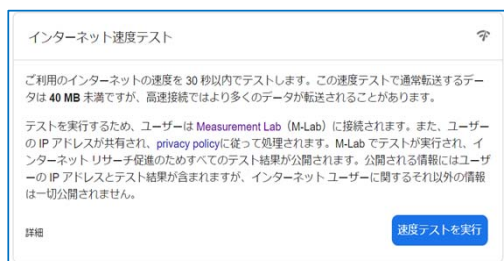 インターネット速度テスト
ご利用のインターネットの速度を 30 秒以内でテストします。この速度テストで通常転送するデー
タは 40 MB 未満ですが、高速接続ではより多くのデータが転送されることがあります。
テストを実行するため、ユーザーは Measurement Lab（M-Lab）に接続されます。また、ユーザー
の IP アドレスが共有され、privacy policyに従って処理されます。M-Lab でテストが実行され、イ
ンターネット リサーチ促進のためすべてのテスト結果が公開されます。公開される情報にはユーザ
ーの IP アドレスとテスト結果が含まれますが、インターネット ユーザーに関するそれ以外の情報
は一切公開されません。
詳細
速度テストを実行